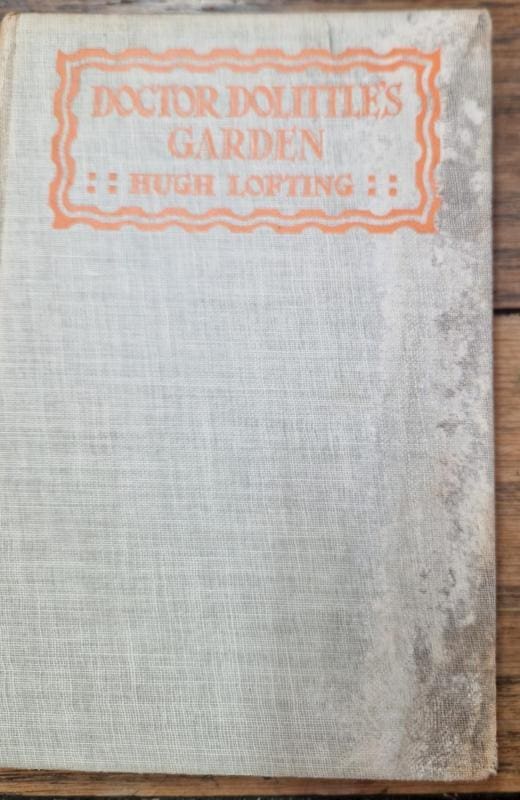 DOCTOR DOLITTLE'S
GARDEN
:: HUGH LOFTING ::